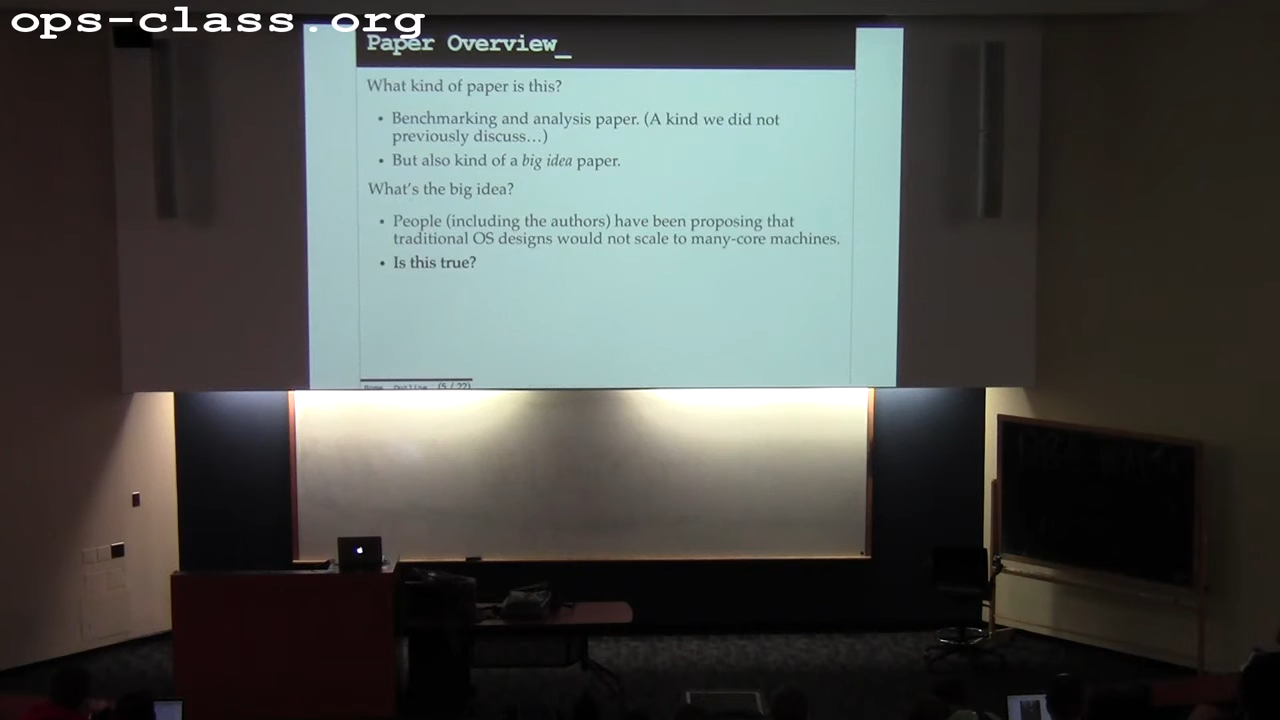 ops-class.org
Paper Overview_
What kind of paper is this?
• Benchmarking and analysis paper. (A kind we did not
previously discuss…)
• But also kind of a big idea paper.
What's the big idea?
• People (including the authors) have been proposing that
traditional OS designs would not scale to many-core machines.
• Is this true?
(5 / 22)